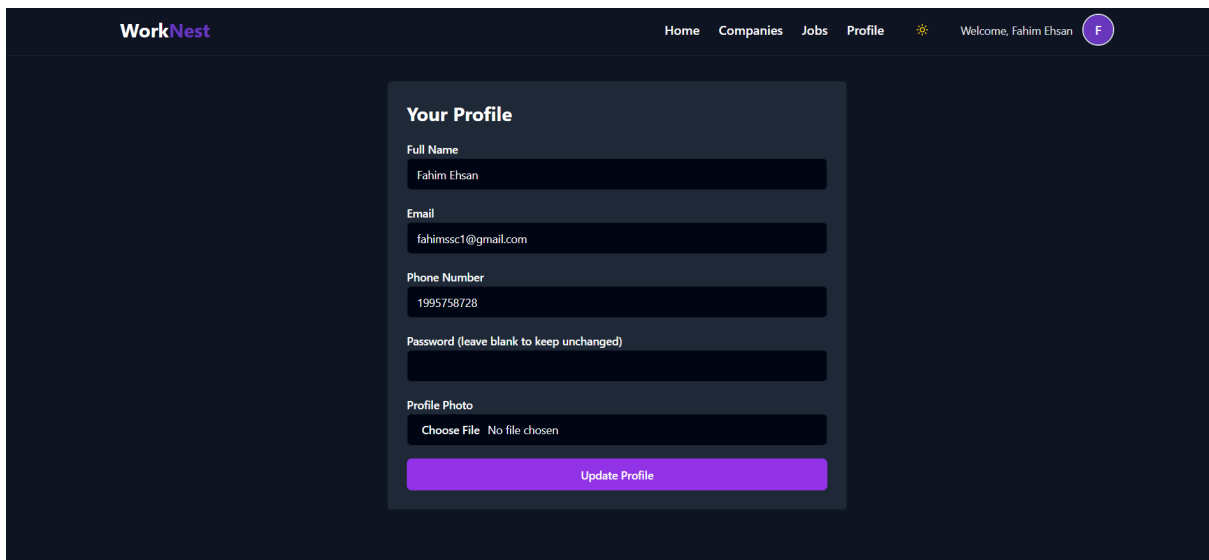 WorkNest Home Companies Jobs Profile Welcome, Fahim Ehsan F
Your Profile
Full Name
Fahim Ehsan
Email
fahimssc1@gmail.com
Phone Number
1995758728
Password (leave blank to keep unchanged)
Profile Photo
Choose File No file chosen
Update Profile